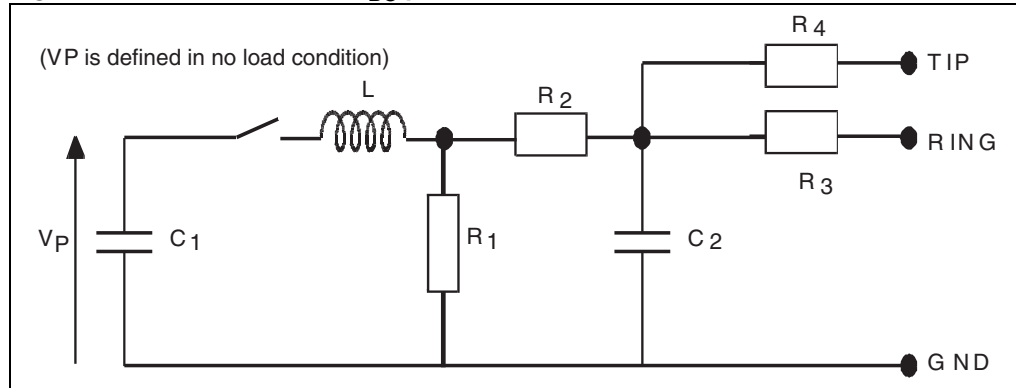 (VP is defined in no load condition)
R4
TIP
L
R2
RING
R3
VP
C1
R1
C2
GND